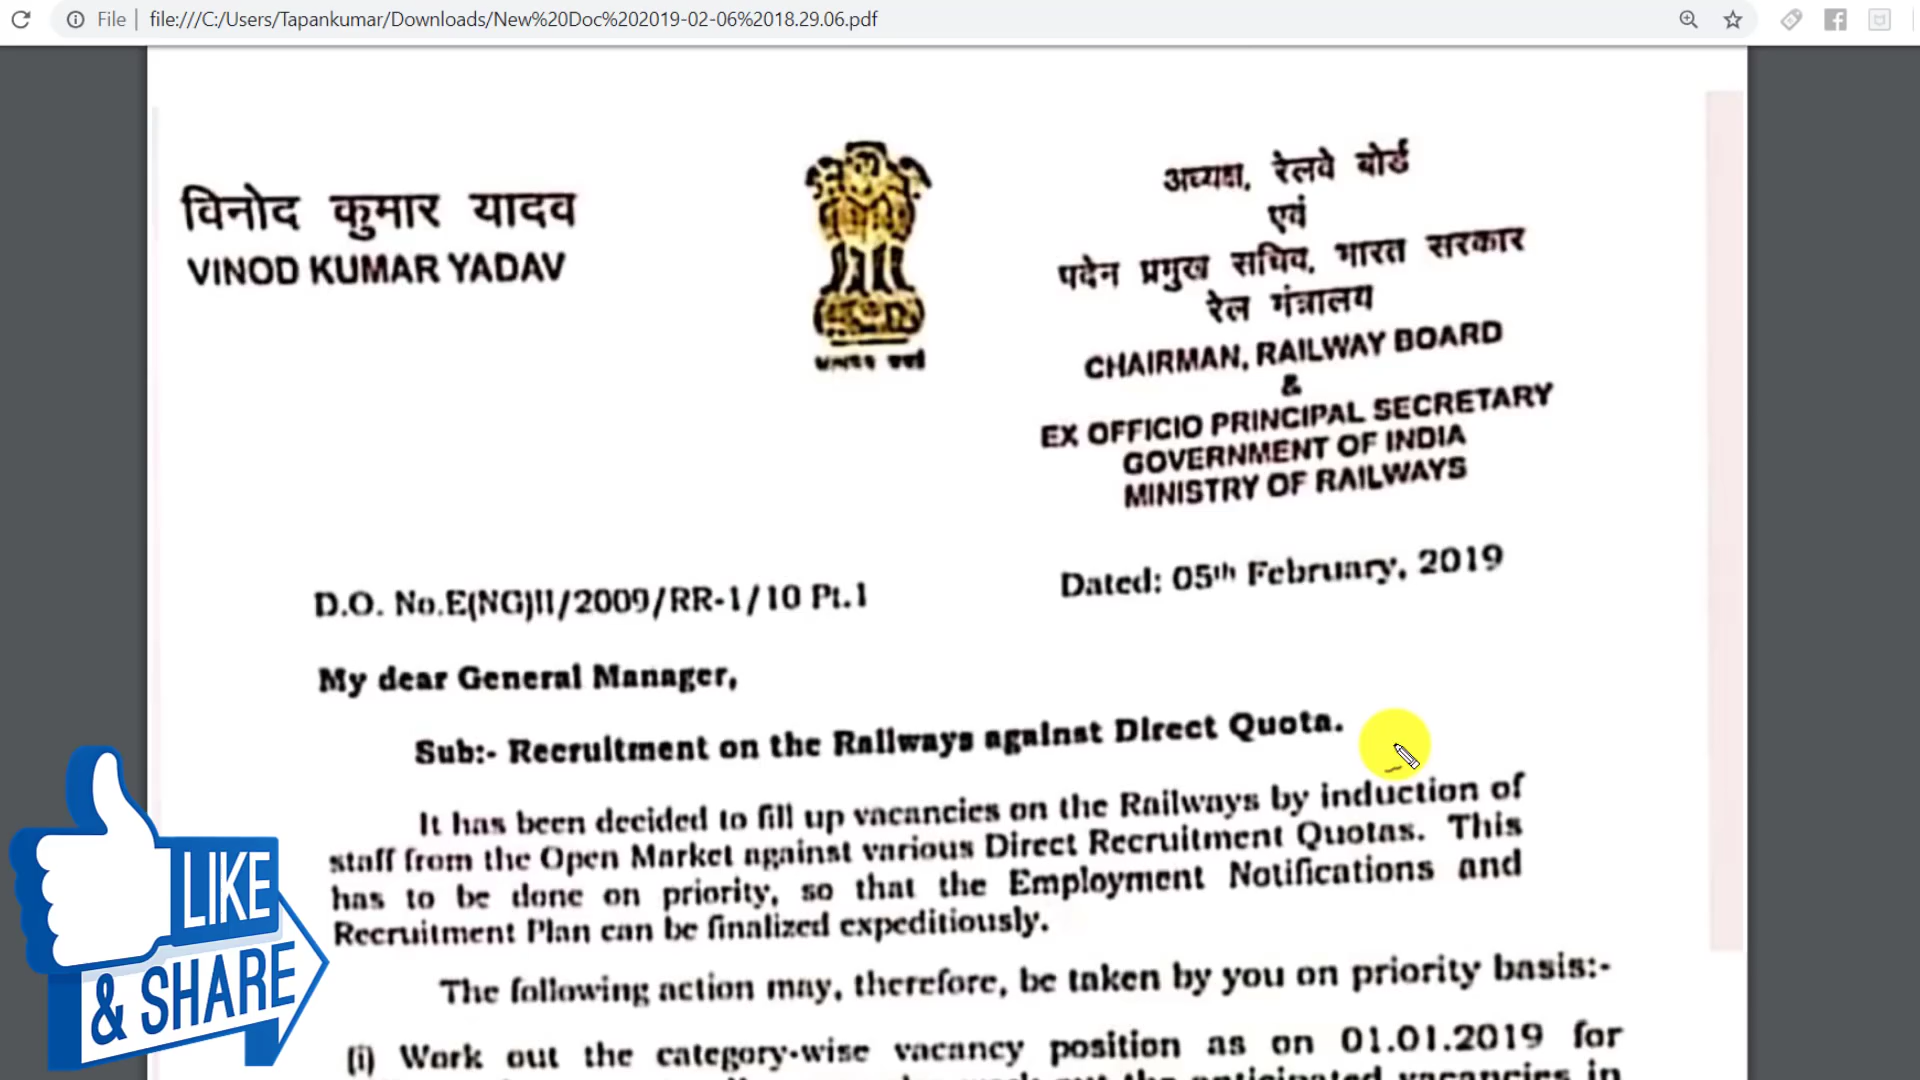 File
file:///C:/Users/Tapankumar/Downloads/New%20Doc%202019-02-06%2018.29.06.pdf
विनोद कुमार यादव
VINOD KUMAR YADAV
अध्यक्ष, रेलवे बोर्ड
एवं
पदेन प्रमुख सचिव, भारत सरकार
रेल मंत्रालय
CHAIRMAN, RAILWAY BOARD
&
EX OFFICIO PRINCIPAL SECRETARY
GOVERNMENT OF INDIA
MINISTRY OF RAILWAYS
D.O. No.E(NG)II/2009/RR-1/10 Pt.1
Dated: 05th February, 2019
My dear General Manager,
Sub:- Recruitment on the Railways against Direct Quota.
It has been decided to fill up vacancies on the Railways by induction of
staff from the Open Market against various Direct Recruitment Quotas. This
has to be done on priority, so that the Employment Notifications and
Recruitment Plan can be finalized expeditiously.
The following action may, therefore, be taken by you on priority basis:-
(i) Work out the category-wise vacancy position as on 01.01.2019 for
LIKE
& SHARE